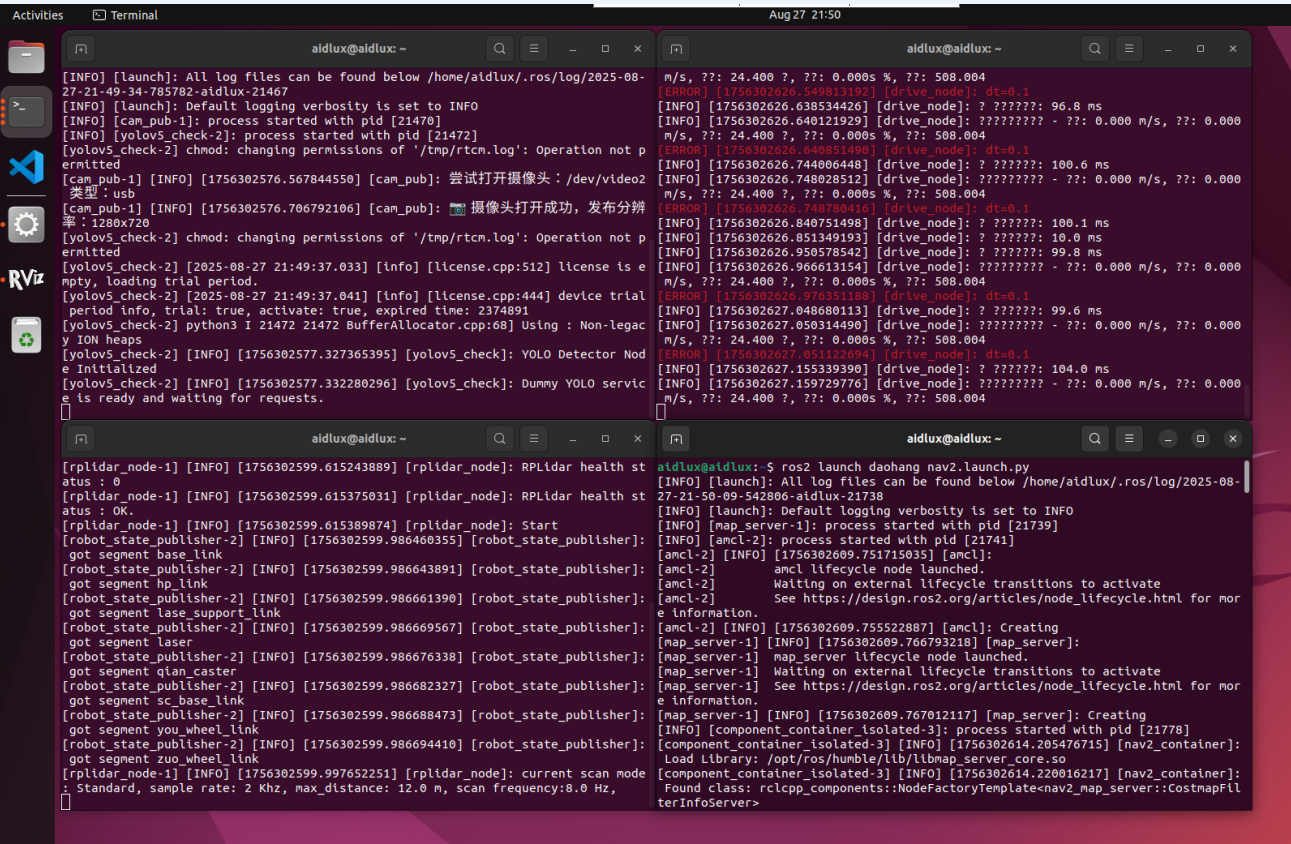 Activities
Terminal
Aug 27 21:50
aidlux@aidlux: ~
[INFO] [launch]: All log files can be found below /home/aidlux/.ros/log/2025-08-
27-21-49-34-785782-aidlux-21467
[INFO] [launch]: Default logging verbosity is set to INFO
[INFO] [cam_pub-1]: process started with pid [21470]
[INFO] [yolov5_check-2]: process started with pid [21472]
[yolov5_check-2] chmod: changing permissions of '/tmp/rtcm.log': Operation not p
ermitted
[cam_pub-1] [INFO] [1756302576.567844550] [cam_pub]: 尝试打开摄像头：/dev/video2
类型：usb
[cam_pub-1] [INFO] [1756302576.706792106] [cam_pub]: 📷 摄像头打开成功，发布分辨
率：1280x720
[yolov5_check-2] chmod: changing permissions of '/tmp/rtcm.log': Operation not p
ermitted
[yolov5_check-2] [2025-08-27 21:49:37.033] [info] [license.cpp:512] license is e
mpty, loading trial period.
[yolov5_check-2] [2025-08-27 21:49:37.041] [info] [license.cpp:444] device trial
period info, trial: true, activate: true, expired time: 2374891
[yolov5_check-2] python3 I 21472 21472 BufferAllocator.cpp:68] Using : Non-legac
y ION heaps
[yolov5_check-2] [INFO] [1756302577.327365395] [yolov5_check]: YOLO Detector Nod
e Initialized
[yolov5_check-2] [INFO] [1756302577.332280296] [yolov5_check]: Dummy YOLO servic
e is ready and waiting for requests.
aidlux@aidlux: ~
m/s, ??: 24.400 ?, ??: 0.000s %, ??: 508.004
[ERROR] [1756302626.549813192] [drive_node]: dt=0.1
[INFO] [1756302626.638534426] [drive_node]: ? ??????: 96.8 ms
[INFO] [1756302626.640121929] [drive_node]: ????????? - ??: 0.000 m/s, ??: 0.000
m/s, ??: 24.400 ?, ??: 0.000s %, ??: 508.004
[ERROR] [1756302626.640851490] [drive_node]: dt=0.1
[INFO] [1756302626.744006448] [drive_node]: ? ??????: 100.6 ms
[INFO] [1756302626.748028512] [drive_node]: ????????? - ??: 0.000 m/s, ??: 0.000
m/s, ??: 24.400 ?, ??: 0.000s %, ??: 508.004
[ERROR] [1756302626.748780416] [drive_node]: dt=0.1
[INFO] [1756302626.840751498] [drive_node]: ? ??????: 100.1 ms
[INFO] [1756302626.851349193] [drive_node]: ? ??????: 10.0 ms
[INFO] [1756302626.950578542] [drive_node]: ? ??????: 99.8 ms
[INFO] [1756302626.966613154] [drive_node]: ????????? - ??: 0.000 m/s, ??: 0.000
m/s, ??: 24.400 ?, ??: 0.000s %, ??: 508.004
[ERROR] [1756302626.976351188] [drive_node]: dt=0.1
[INFO] [1756302627.048680113] [drive_node]: ? ??????: 99.6 ms
[INFO] [1756302627.050314490] [drive_node]: ????????? - ??: 0.000 m/s, ??: 0.000
m/s, ??: 24.400 ?, ??: 0.000s %, ??: 508.004
[ERROR] [1756302627.051122694] [drive_node]: dt=0.1
[INFO] [1756302627.155339390] [drive_node]: ? ??????: 104.0 ms
[INFO] [1756302627.159729776] [drive_node]: ????????? - ??: 0.000 m/s, ??: 0.000
m/s, ??: 24.400 ?, ??: 0.000s %, ??: 508.004
RViz
aidlux@aidlux: ~
[rplidar_node-1] [INFO] [1756302599.615243889] [rplidar_node]: RPLidar health st
atus : 0
[rplidar_node-1] [INFO] [1756302599.615375031] [rplidar_node]: RPLidar health st
atus : OK.
[rplidar_node-1] [INFO] [1756302599.615389874] [rplidar_node]: Start
[robot_state_publisher-2] [INFO] [1756302599.986460355] [robot_state_publisher]:
got segment base_link
[robot_state_publisher-2] [INFO] [1756302599.986643891] [robot_state_publisher]:
got segment hp_link
[robot_state_publisher-2] [INFO] [1756302599.986661390] [robot_state_publisher]:
got segment lase_support_link
[robot_state_publisher-2] [INFO] [1756302599.986669567] [robot_state_publisher]:
got segment laser
[robot_state_publisher-2] [INFO] [1756302599.986676338] [robot_state_publisher]:
got segment qian_caster
[robot_state_publisher-2] [INFO] [1756302599.986682327] [robot_state_publisher]:
got segment sc_base_link
[robot_state_publisher-2] [INFO] [1756302599.986688473] [robot_state_publisher]:
got segment you_wheel_link
[robot_state_publisher-2] [INFO] [1756302599.986694410] [robot_state_publisher]:
got segment zuo_wheel_link
[rplidar_node-1] [INFO] [1756302599.997652251] [rplidar_node]: current scan mode
: Standard, sample rate: 2 Khz, max_distance: 12.0 m, scan frequency:8.0 Hz,
aidlux@aidlux: ~
aidlux@aidlux:~$ ros2 launch daohang nav2.launch.py
[INFO] [launch]: All log files can be found below /home/aidlux/.ros/log/2025-08-
27-21-50-09-542806-aidlux-21738
[INFO] [launch]: Default logging verbosity is set to INFO
[INFO] [map_server-1]: process started with pid [21739]
[INFO] [amcl-2]: process started with pid [21741]
[amcl-2] [INFO] [1756302609.751715035] [amcl]:
[amcl-2] amcl lifecycle node launched.
[amcl-2] Waiting on external lifecycle transitions to activate
[amcl-2] See https://design.ros2.org/articles/node_lifecycle.html for mor
e information.
[amcl-2] [INFO] [1756302609.755522887] [amcl]: Creating
[map_server-1] [INFO] [1756302609.766793218] [map_server]:
[map_server-1] map_server lifecycle node launched.
[map_server-1] Waiting on external lifecycle transitions to activate
[map_server-1] See https://design.ros2.org/articles/node_lifecycle.html for mor
e information.
[map_server-1] [INFO] [1756302609.767012117] [map_server]: Creating
[INFO] [component_container_isolated-3]: process started with pid [21778]
[component_container_isolated-3] [INFO] [1756302614.205476715] [nav2_container]:
Load Library: /opt/ros/humble/lib/libmap_server_core.so
[component_container_isolated-3] [INFO] [1756302614.220016217] [nav2_container]:
Found class: rclcpp_components::NodeFactoryTemplate<nav2_map_server::CostmapFil
terInfoServer>